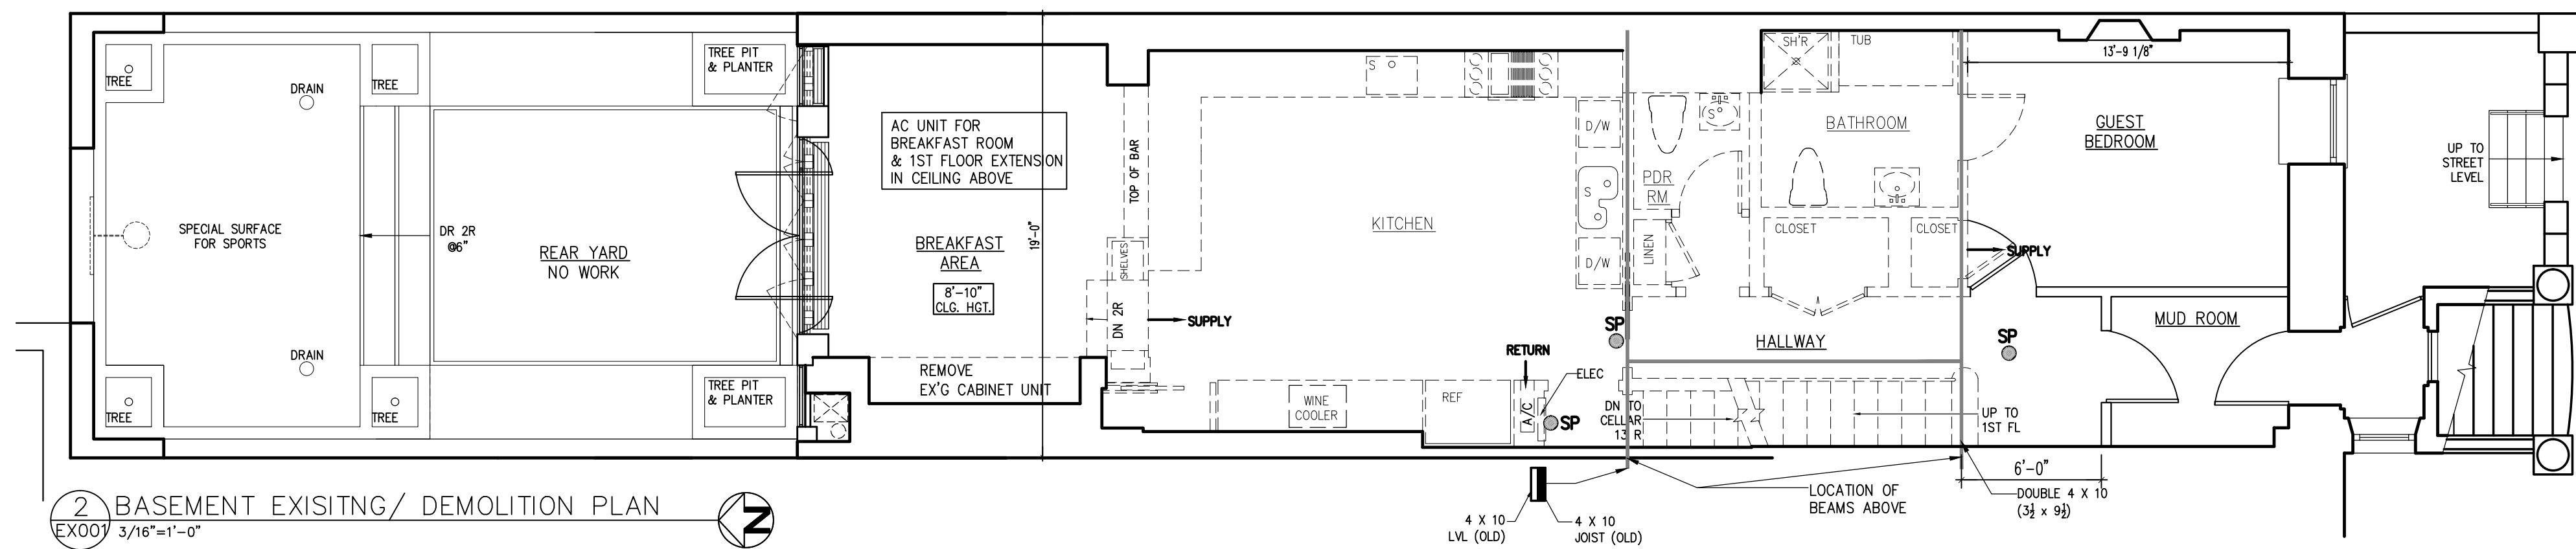 TREE
DRAIN
TREE
TREE PIT
& PLANTER
SPECIAL SURFACE
FOR SPORTS
DR 2R
@6"
REAR YARD
NO WORK
DRAIN
TREE
TREE
TREE PIT
& PLANTER
AC UNIT FOR
BREAKFAST ROOM
& 1ST FLOOR EXTENSION
IN CEILING ABOVE
BREAKFAST
AREA
8'-10"
CLG. HGT.
19'-0"
REMOVE
EX'G CABINET UNIT
TOP OF BAR
SHELVES
DN 2R
SUPPLY
KITCHEN
S
D/W
S
D/W
WINE
COOLER
REF
RETURN
A/C
ELEC
SP
SP
SH'R
TUB
S
PDR
RM
LINEN
BATHROOM
CLOSET
CLOSET
HALLWAY
DN TO
CELLAR
13 R
UP TO
1ST FL
13'-9 1/8"
GUEST
BEDROOM
SUPPLY
SP
MUD ROOM
UP TO
STREET
LEVEL
6'-0"
DOUBLE 4 X 10
(3½ x 9½)
LOCATION OF
BEAMS ABOVE
4 X 10
LVL (OLD)
4 X 10
JOIST (OLD)
2
EX001
BASEMENT EXISITNG/ DEMOLITION PLAN
3/16"=1'-0"
N